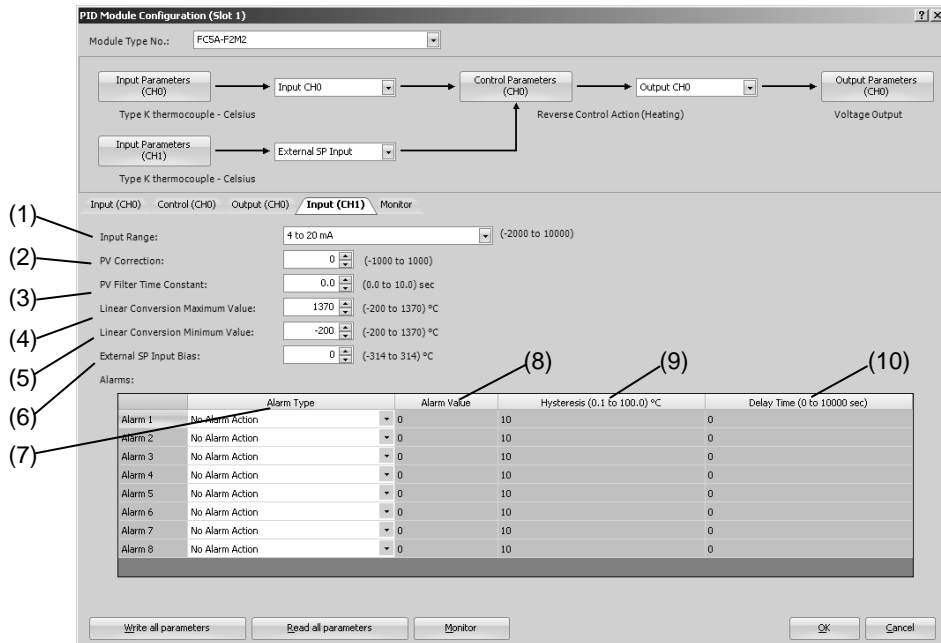 PID Module Configuration (Slot 1)
Module Type No.: FC5A-F2M2
Input Parameters (CH0) Input CH0 Control Parameters (CH0) Output CH0 Output Parameters (CH0)
Type K thermocouple - Celsius Reverse Control Action (Heating) Voltage Output
Input Parameters (CH1) External SP Input
Type K thermocouple - Celsius
Input (CH0) Control (CH0) Output (CH0) Input (CH1) Monitor
(1) Input Range: 4 to 20 mA (-2000 to 10000)
(2) PV Correction: 0 (-1000 to 1000)
(3) PV Filter Time Constant: 0.0 (0.0 to 10.0) sec
(4) Linear Conversion Maximum Value: 1370 (-200 to 1370) °C
(5) Linear Conversion Minimum Value: -200 (-200 to 1370) °C
(6) External SP Input Bias: 0 (-314 to 314) °C
Alarms: (8) (9) (10)
(7) Alarm Type Alarm Value Hysteresis (0.1 to 100.0) °C Delay Time (0 to 10000 sec)
Alarm 1 No Alarm Action 0 10 0
Alarm 2 No Alarm Action 0 10 0
Alarm 3 No Alarm Action 0 10 0
Alarm 4 No Alarm Action 0 10 0
Alarm 5 No Alarm Action 0 10 0
Alarm 6 No Alarm Action 0 10 0
Alarm 7 No Alarm Action 0 10 0
Alarm 8 No Alarm Action 0 10 0
Write all parameters Read all parameters Monitor OK Cancel